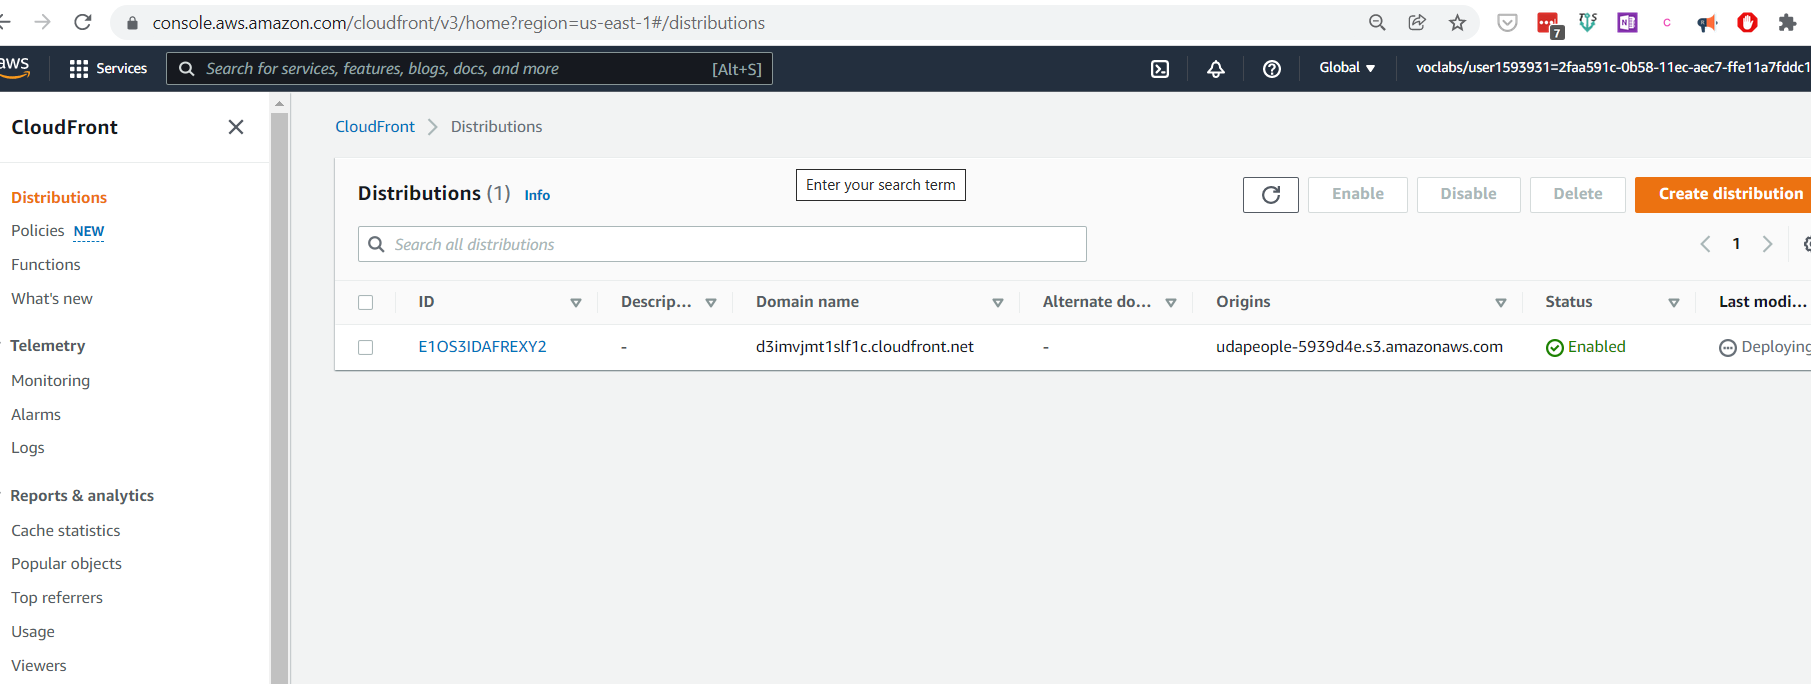 console.aws.amazon.com/cloudfront/v3/home?region=us-east-1#/distributions
7
aws
Services
Search for services, features, blogs, docs, and more
[Alt+S]
Global
voclabs/user1593931=2faa591c-0b58-11ec-aec7-ffe11a7fddc1
CloudFront
Distributions
Policies NEW
Functions
What's new
Telemetry
Monitoring
Alarms
Logs
Reports & analytics
Cache statistics
Popular objects
Top referrers
Usage
Viewers
CloudFront
Distributions
Distributions (1) Info
Enter your search term
Enable
Disable
Delete
Create distribution
Search all distributions
1
ID
Descrip...
Domain name
Alternate do...
Origins
Status
Last modi...
E1OS3IDAFREXY2
-
d3imvjmt1slf1c.cloudfront.net
-
udapeople-5939d4e.s3.amazonaws.com
Enabled
Deploying